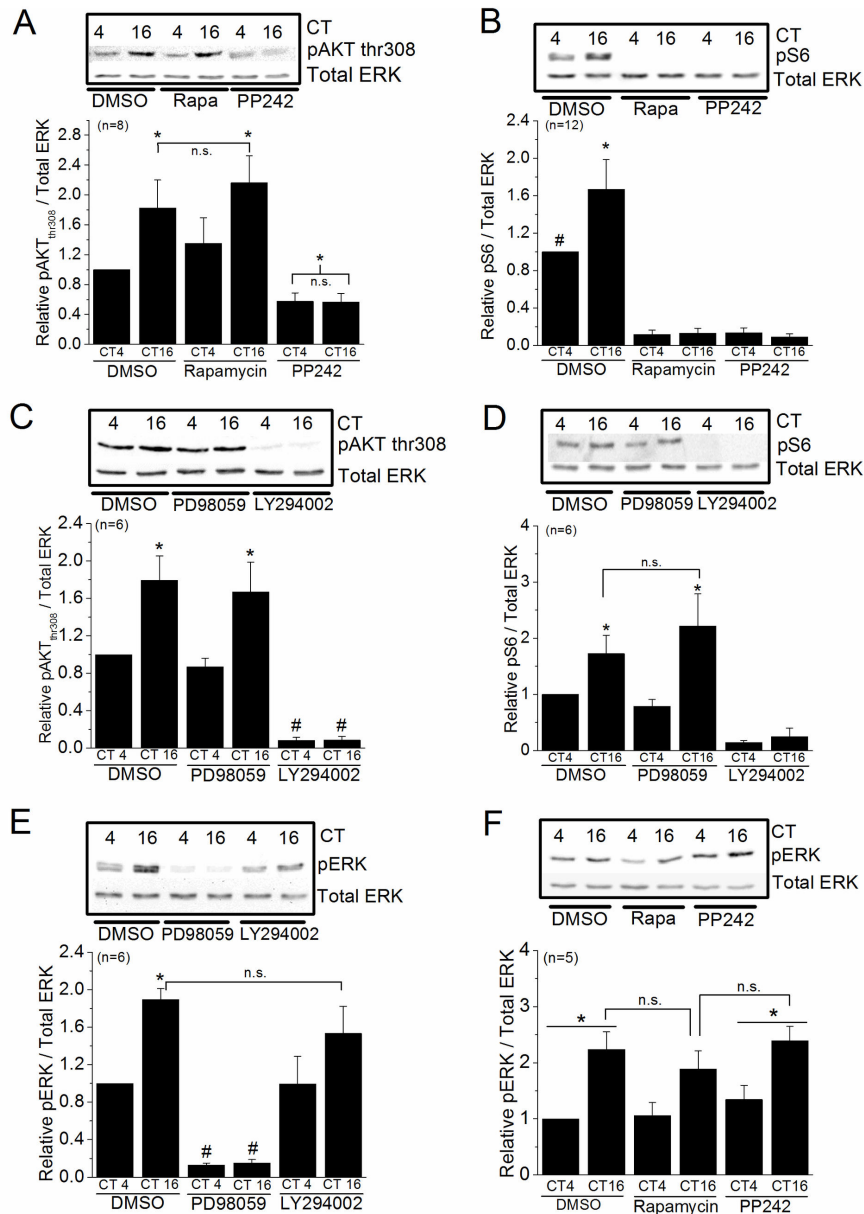 A
4 16 4 16 4 16 CT
pAKT thr308
Total ERK
DMSO Rapa PP242
(n=8)
Relative pAKTthr308 / Total ERK
2.4
2.0
1.6
1.2
0.8
0.4
0.0
* *
n.s.
*
n.s.
CT4 CT16 CT4 CT16 CT4 CT16
DMSO Rapamycin PP242
B
4 16 4 16 4 16 CT
pS6
Total ERK
DMSO Rapa PP242
(n=12)
Relative pS6 / Total ERK
2.4
2.0
1.6
1.2
0.8
0.4
0.0
# *
CT4 CT16 CT4 CT16 CT4 CT16
DMSO Rapamycin PP242
C
4 16 4 16 4 16 CT
pAKT thr308
Total ERK
DMSO PD98059 LY294002
(n=6)
Relative pAKTthr308 / Total ERK
2.4
2.0
1.6
1.2
0.8
0.4
0.0
* *
# #
CT 4 CT 16 CT 4 CT 16 CT 4 CT 16
DMSO PD98059 LY294002
D
4 16 4 16 4 16 CT
pS6
Total ERK
DMSO PD98059 LY294002
(n=6)
Relative pS6 / Total ERK
4
3
2
1
0
n.s.
* *
CT4 CT16 CT4 CT16 CT4 CT16
DMSO PD98059 LY294002
E
4 16 4 16 4 16 CT
pERK
Total ERK
DMSO PD98059 LY294002
(n=6)
Relative pERK / Total ERK
2.4
2.0
1.6
1.2
0.8
0.4
0.0
*
n.s.
# #
CT 4 CT 16 CT 4 CT 16 CT 4 CT 16
DMSO PD98059 LY294002
F
4 16 4 16 4 16 CT
pERK
Total ERK
DMSO Rapa PP242
(n=5)
Relative pERK / Total ERK
4
3
2
1
0
n.s. n.s.
* *
CT4 CT16 CT4 CT16 CT4 CT16
DMSO Rapamycin PP242